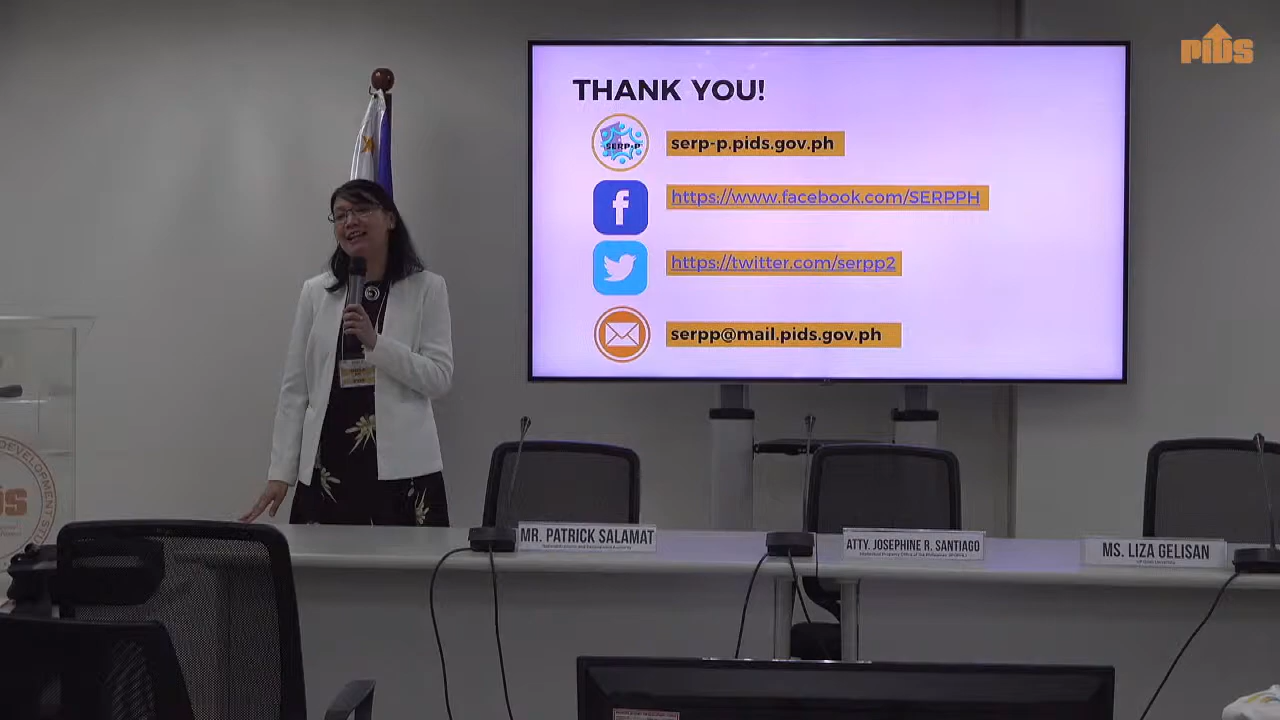 PIDS
THANK YOU!
SERP-P
serp-p.pids.gov.ph
https://www.facebook.com/SERPPH
https://twitter.com/serpp2
serpp@mail.pids.gov.ph
MR. PATRICK SALAMAT
ATTY. JOSEPHINE R. SANTIAGO
MS. LIZA GELISAN